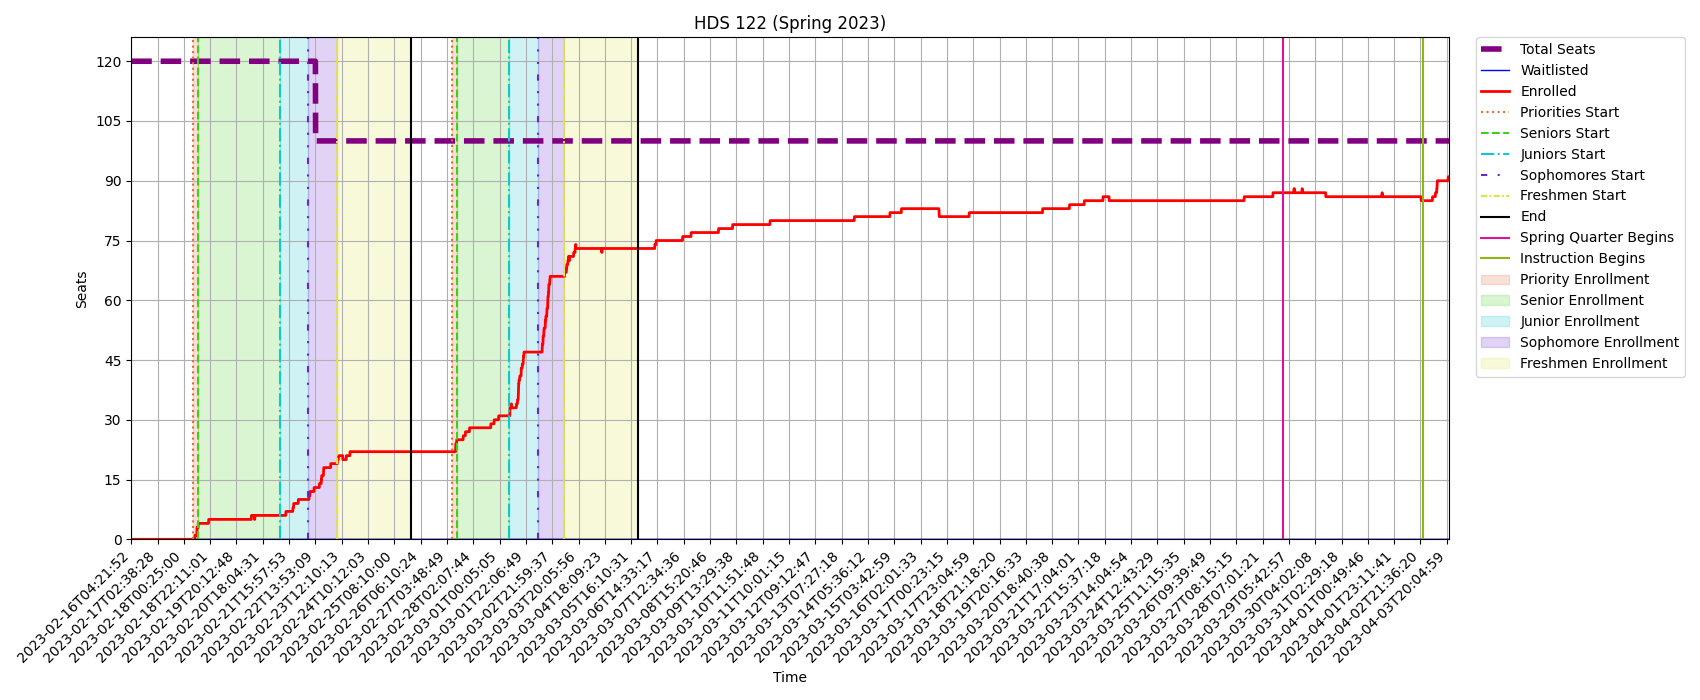 HDS 122 (Spring 2023)
Seats
120
105
90
75
60
45
30
15
0
2023-02-16T04:21:52
2023-02-17T02:38:28
2023-02-18T00:25:00
2023-02-18T22:11:01
2023-02-19T20:12:48
2023-02-20T18:04:31
2023-02-21T15:57:53
2023-02-22T13:53:09
2023-02-23T12:10:13
2023-02-24T10:12:03
2023-02-25T08:10:00
2023-02-26T06:10:24
2023-02-27T03:48:49
2023-02-28T02:07:44
2023-03-01T00:05:05
2023-03-01T22:06:49
2023-03-02T21:59:37
2023-03-03T20:05:56
2023-03-04T18:09:23
2023-03-05T16:10:31
2023-03-06T14:33:17
2023-03-07T12:34:36
2023-03-08T15:20:46
2023-03-09T13:29:38
2023-03-10T11:51:48
2023-03-11T10:01:15
2023-03-12T09:12:47
2023-03-13T07:27:18
2023-03-14T05:36:12
2023-03-15T03:42:59
2023-03-16T02:01:33
2023-03-17T00:23:15
2023-03-17T23:04:59
2023-03-18T21:18:20
2023-03-19T20:16:33
2023-03-20T18:40:38
2023-03-21T17:04:01
2023-03-22T15:37:18
2023-03-23T14:04:54
2023-03-24T12:43:29
2023-03-25T11:15:35
2023-03-26T09:39:49
2023-03-27T08:15:15
2023-03-28T07:01:21
2023-03-29T05:42:57
2023-03-30T04:02:08
2023-03-31T02:29:18
2023-04-01T00:49:46
2023-04-01T23:11:41
2023-04-02T21:36:20
2023-04-03T20:04:59
Time
Total Seats
Waitlisted
Enrolled
Priorities Start
Seniors Start
Juniors Start
Sophomores Start
Freshmen Start
End
Spring Quarter Begins
Instruction Begins
Priority Enrollment
Senior Enrollment
Junior Enrollment
Sophomore Enrollment
Freshmen Enrollment